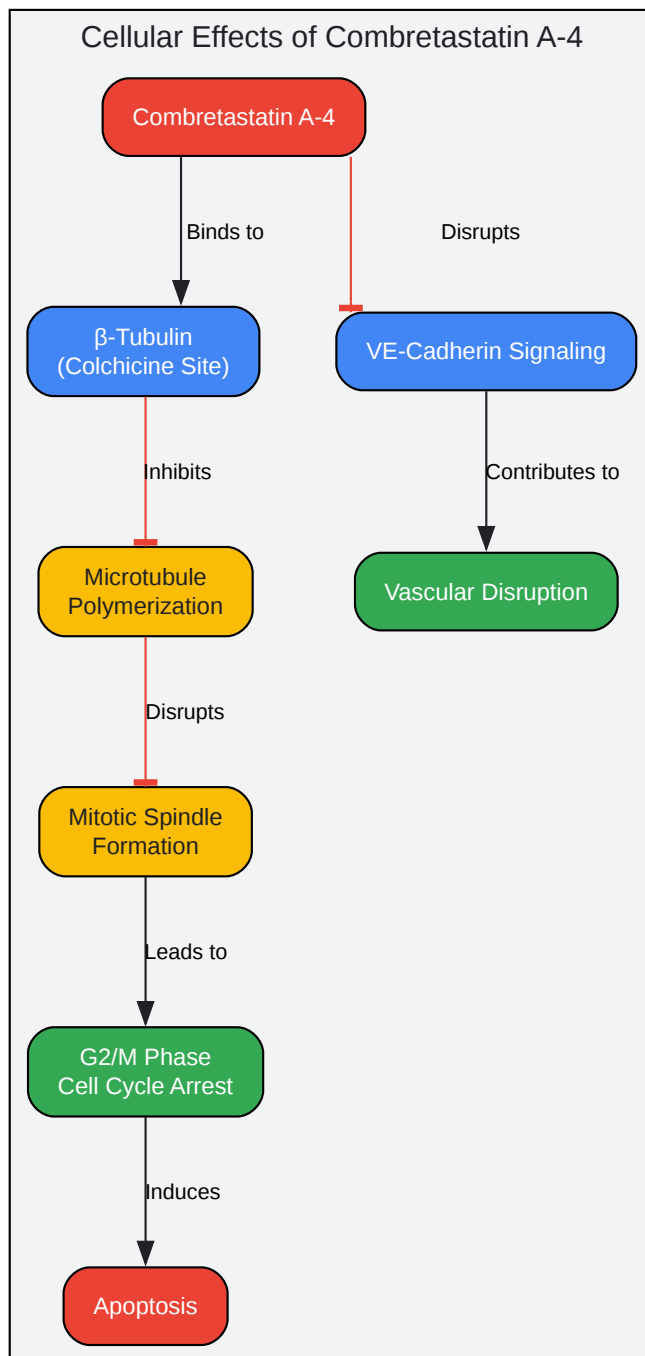 Cellular Effects of Combretastatin A-4
Combretastatin A-4
Binds to
Disrupts
β-Tubulin
(Colchicine Site)
VE-Cadherin Signaling
Inhibits
Contributes to
Microtubule
Polymerization
Vascular Disruption
Disrupts
Mitotic Spindle
Formation
Leads to
G2/M Phase
Cell Cycle Arrest
Induces
Apoptosis